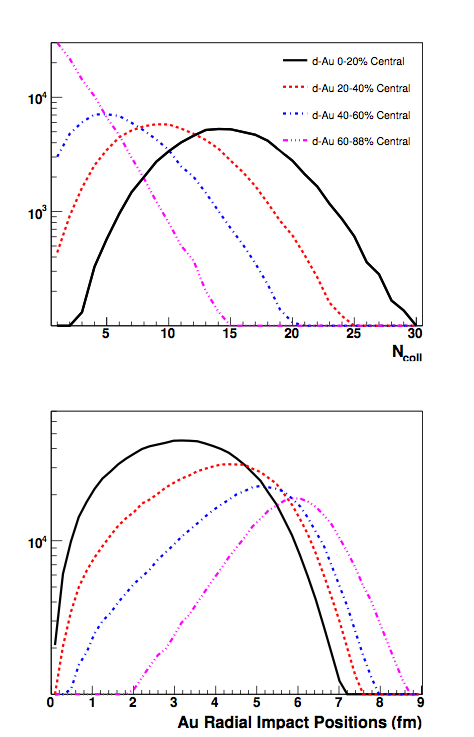 d-Au 0-20% Central
10^4
d-Au 20-40% Central
d-Au 40-60% Central
d-Au 60-88% Central
10^3
5 10 15 20 25 30
N_coll
10^4
0 1 2 3 4 5 6 7 8 9
Au Radial Impact Positions (fm)